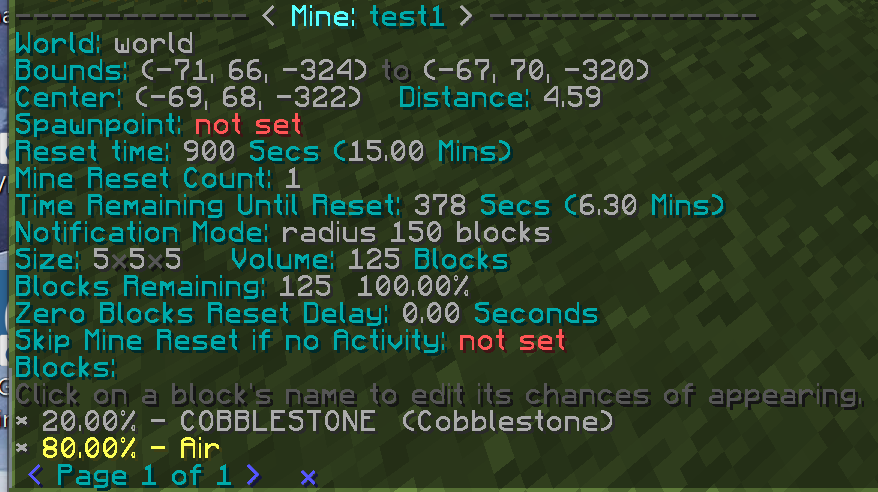 ------------- < Mine: test1 > ---------------
World: world
Bounds: (-71, 66, -324) to (-67, 70, -320)
Center: (-69, 68, -322)  Distance: 4.59
Spawnpoint: not set
Reset time: 900 Secs (15.00 Mins)
Mine Reset Count: 1
Time Remaining Until Reset: 378 Secs (6.30 Mins)
Notification Mode: radius 150 blocks
Size: 5×5×5  Volume: 125 Blocks
Blocks Remaining: 125  100.00%
Zero Blocks Reset Delay: 0.00 Seconds
Skip Mine Reset if no Activity: not set
Blocks:
Click on a block's name to edit its chances of appearing.
× 20.00% - COBBLESTONE  (Cobblestone)
× 80.00% - Air
< Page 1 of 1 >  ×